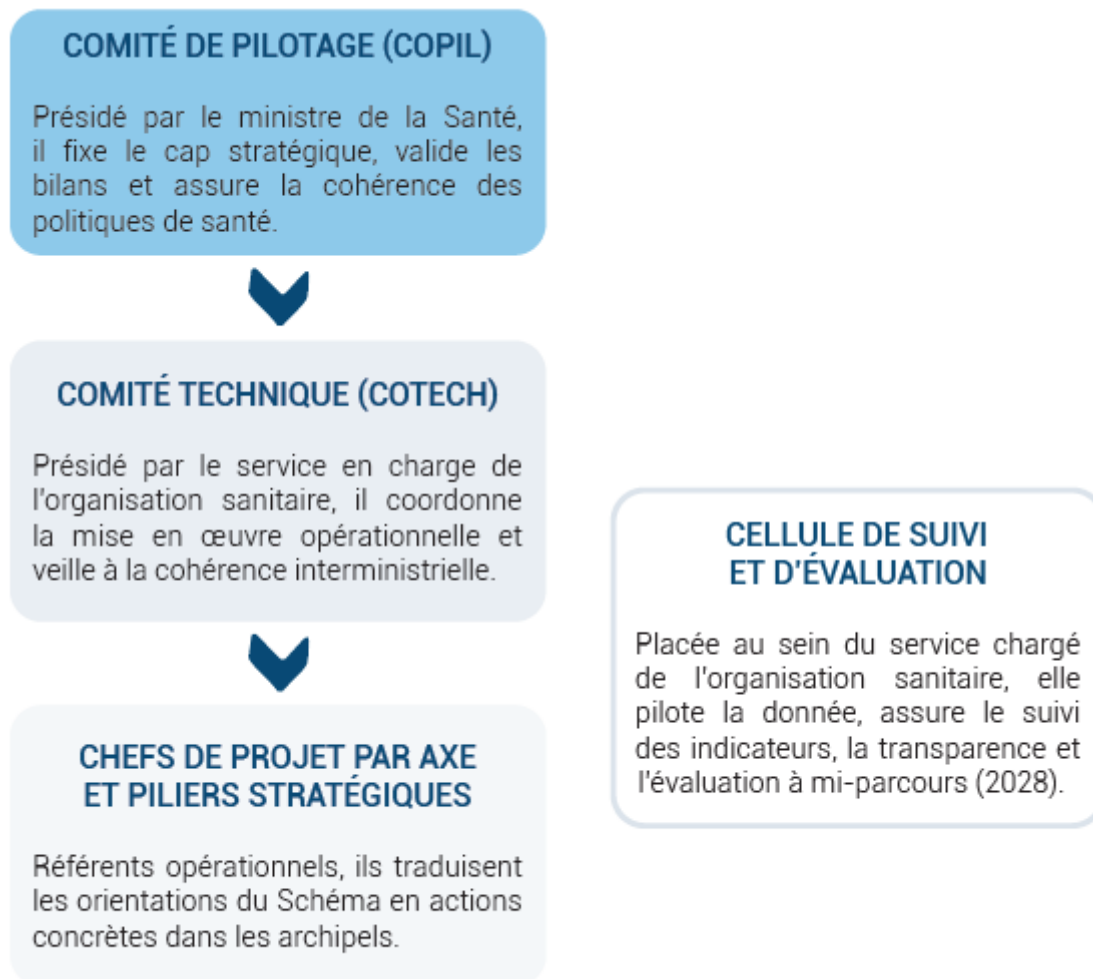 COMITÉ DE PILOTAGE (COPIL)
Présidé par le ministre de la Santé,
il fixe le cap stratégique, valide les
bilans et assure la cohérence des
politiques de santé.
COMITÉ TECHNIQUE (COTECH)
Présidé par le service en charge de
l'organisation sanitaire, il coordonne
la mise en œuvre opérationnelle et
veille à la cohérence interministrielle.
CHEFS DE PROJET PAR AXE
ET PILIERS STRATÉGIQUES
Référents opérationnels, ils traduisent
les orientations du Schéma en actions
concrètes dans les archipels.
CELLULE DE SUIVI
ET D'ÉVALUATION
Placée au sein du service chargé
de l'organisation sanitaire, elle
pilote la donnée, assure le suivi
des indicateurs, la transparence et
l'évaluation à mi-parcours (2028).